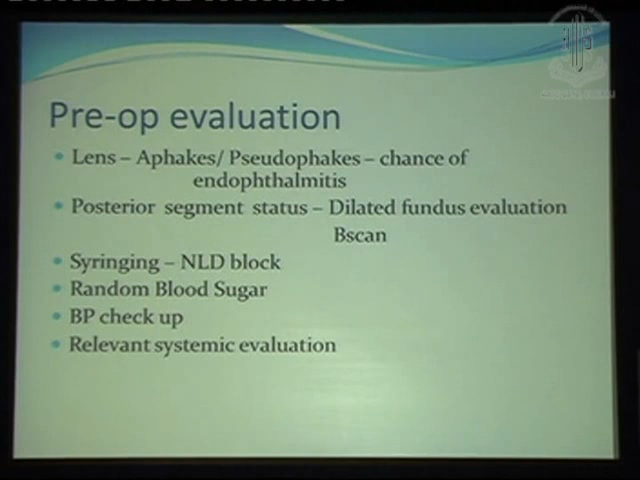 Pre-op evaluation
Lens – Aphakes/ Pseudophakes – chance of
endophthalmitis
Posterior segment status – Dilated fundus evaluation
Bscan
Syringing – NLD block
Random Blood Sugar
BP check up
Relevant systemic evaluation